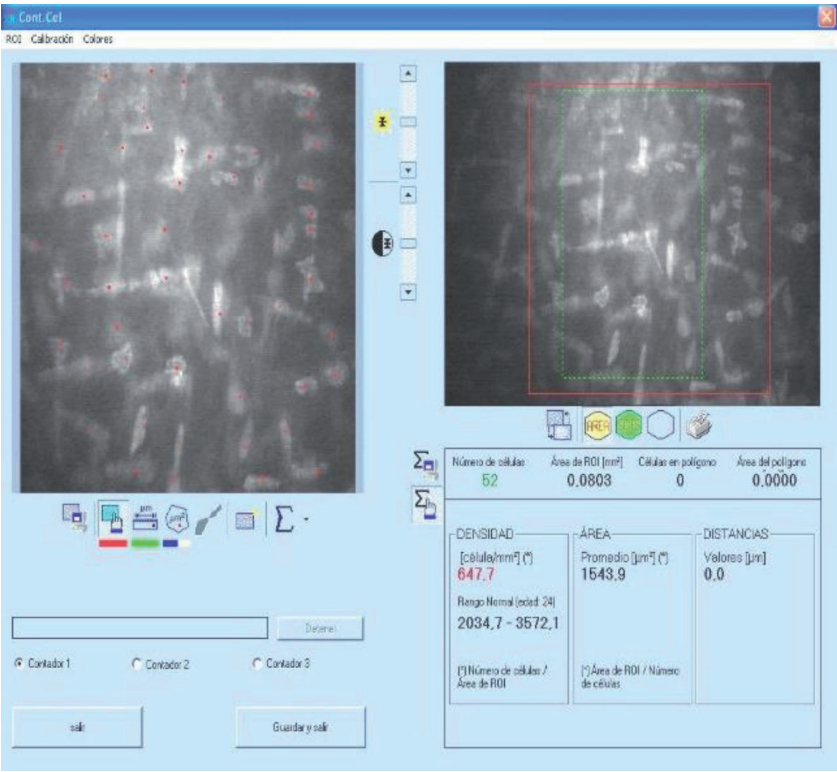 Cont.Cel
ROI Calibración Colores
AREA
µm
µm²
Número de células
Área de ROI [mm²]
Células en polígono
Área del polígono
52
0,0803
0
0,0000
DENSIDAD
ÁREA
DISTANCIAS
[célula/mm²] (*)
Promedio [µm²] (*)
Valores [µm]
647,7
1543,9
0,0
Rango Normal (edad: 24)
2034,7 - 3572,1
(*) Número de células /
Área de ROI
(*) Área de ROI / Número
de células
Detener
Contador 1
Contador 2
Contador 3
salir
Guardar y salir